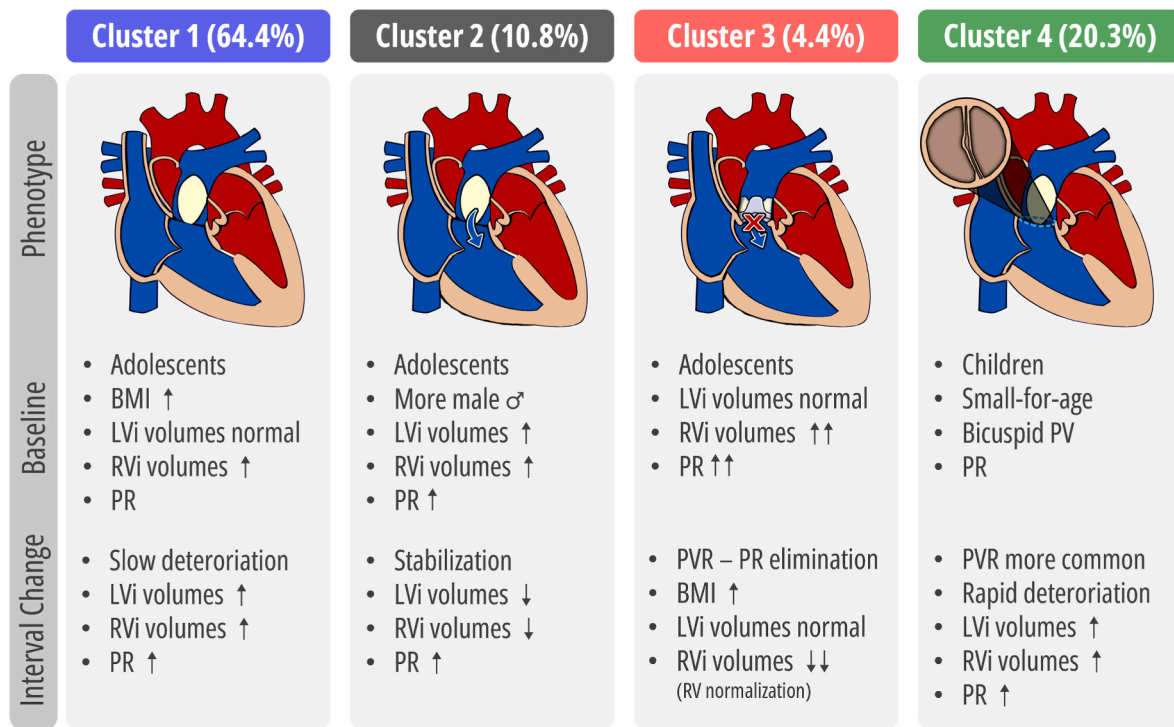 Cluster 1 (64.4%)
Cluster 2 (10.8%)
Cluster 3 (4.4%)
Cluster 4 (20.3%)
Phenotype
Baseline
• Adolescents
• BMI ↑
• LVi volumes normal
• RVi volumes ↑
• PR
• Adolescents
• More male ♂
• LVi volumes ↑
• RVi volumes ↑
• PR ↑
• Adolescents
• LVi volumes normal
• RVi volumes ↑↑
• PR ↑↑
• Children
• Small-for-age
• Bicuspid PV
• PR
Interval Change
• Slow deteroriation
• LVi volumes ↑
• RVi volumes ↑
• PR ↑
• Stabilization
• LVi volumes ↓
• RVi volumes ↓
• PR ↑
• PVR – PR elimination
• BMI ↑
• LVi volumes normal
• RVi volumes ↓↓
(RV normalization)
• PVR more common
• Rapid deteroriation
• LVi volumes ↑
• RVi volumes ↑
• PR ↑